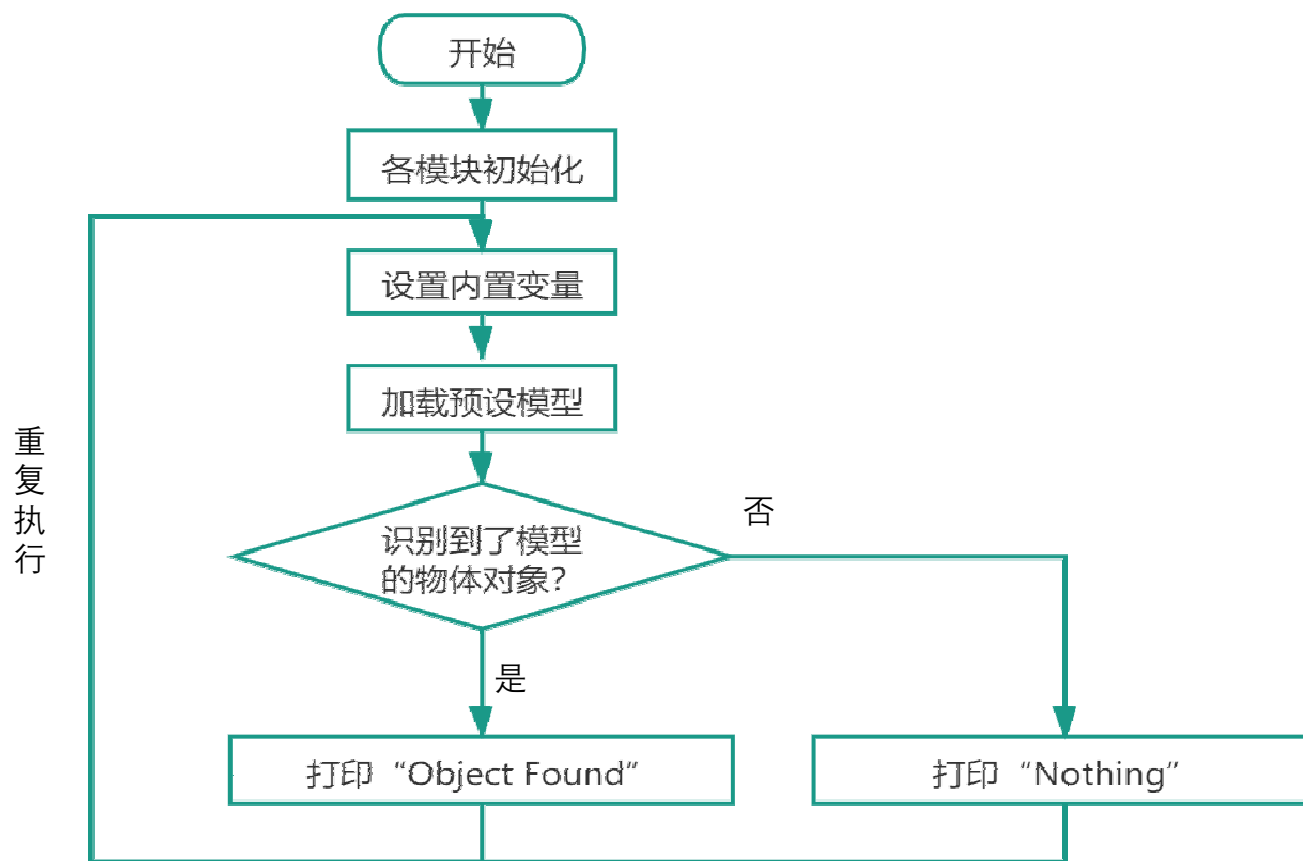 开始
各模块初始化
设置内置变量
加载预设模型
重
复
执
行
识别到了模型
的物体对象？
否
是
打印“Object Found”
打印“Nothing”